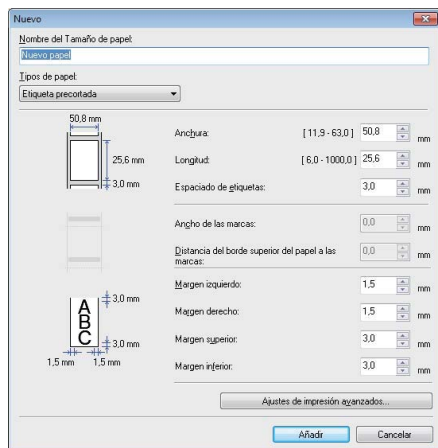 Nuevo
Nombre del Tamaño de papel:
Nuevo papel
Tipos de papel:
Etiqueta precortada
50,8 mm
25,6 mm
3,0 mm
Anchura: [ 11,9 - 63,0 ] 50,8 mm
Longitud: [ 6,0 - 1000,0 ] 25,6 mm
Espaciado de etiquetas: 3,0 mm
Ancho de las marcas: 0,0 mm
Distancia del borde superior del papel a las
marcas: 0,0 mm
3,0 mm
A
B
C
3,0 mm
1,5 mm 1,5 mm
Margen izquierdo: 1,5 mm
Margen derecho: 1,5 mm
Margen superior: 3,0 mm
Margen inferior: 3,0 mm
Ajustes de impresión avanzados...
Añadir Cancelar